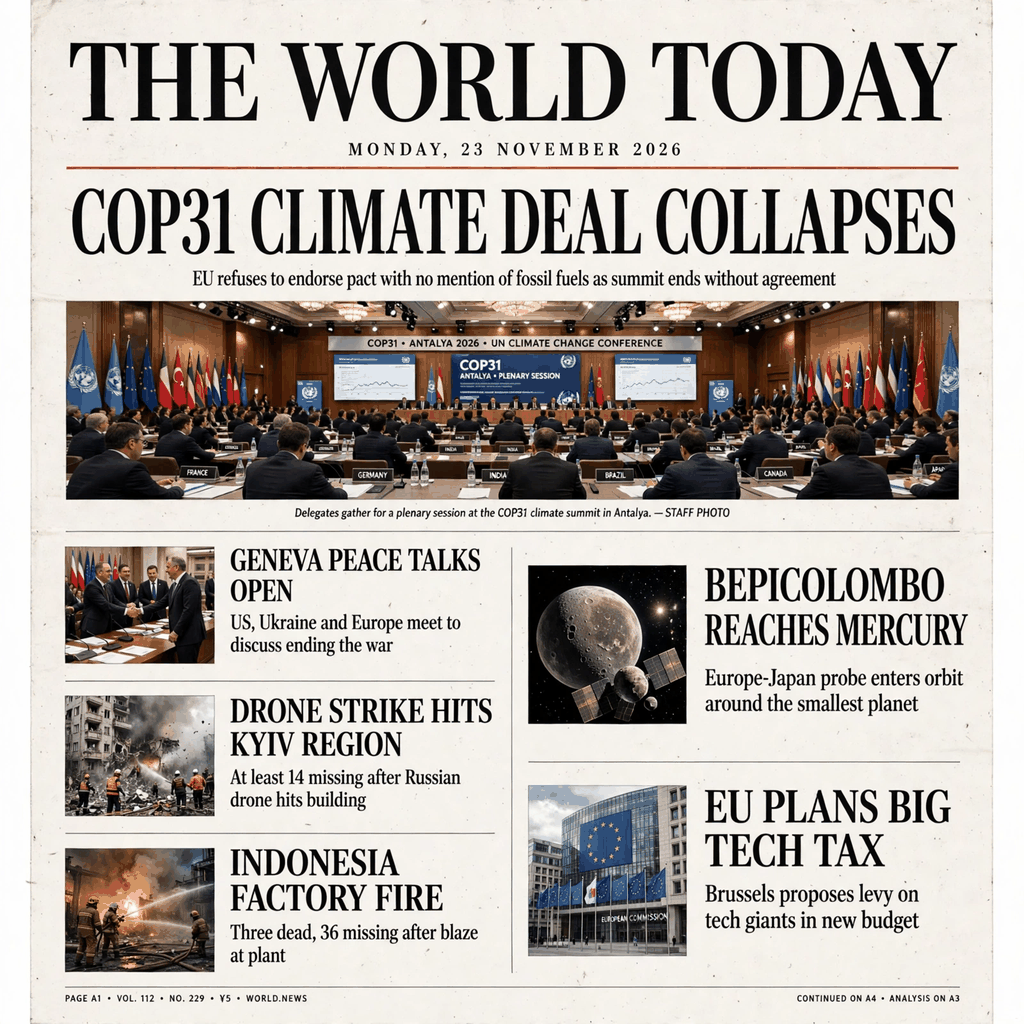 THE WORLD TODAY
MONDAY, 23 NOVEMBER 2026
COP31 CLIMATE DEAL COLLAPSES
EU refuses to endorse pact with no mention of fossil fuels as summit ends without agreement
COP31 • ANTALYA 2026 • UN CLIMATE CHANGE CONFERENCE
COP31
ANTALYA • PLENARY SESSION
FRANCE
GERMANY
INDIA
INDIA
INDIA
BRAZIL
CANADA
Delegates gather for a plenary session at the COP31 climate summit in Antalya. — STAFF PHOTO
GENEVA PEACE TALKS
OPEN
US, Ukraine and Europe meet to
discuss ending the war
DRONE STRIKE HITS
KYIV REGION
At least 14 missing after Russian
drone hits building
INDONESIA
FACTORY FIRE
Three dead, 36 missing after blaze
at plant
BEPICOLOMBO
REACHES MERCURY
Europe-Japan probe enters orbit
around the smallest planet
EUROPEAN COMMISSION
EU PLANS BIG
TECH TAX
Brussels proposes levy on
tech giants in new budget
PAGE A1 • VOL. 112 • NO. 229 • ¥5 • WORLD.NEWS
CONTINUED ON A4 • ANALYSIS ON A3